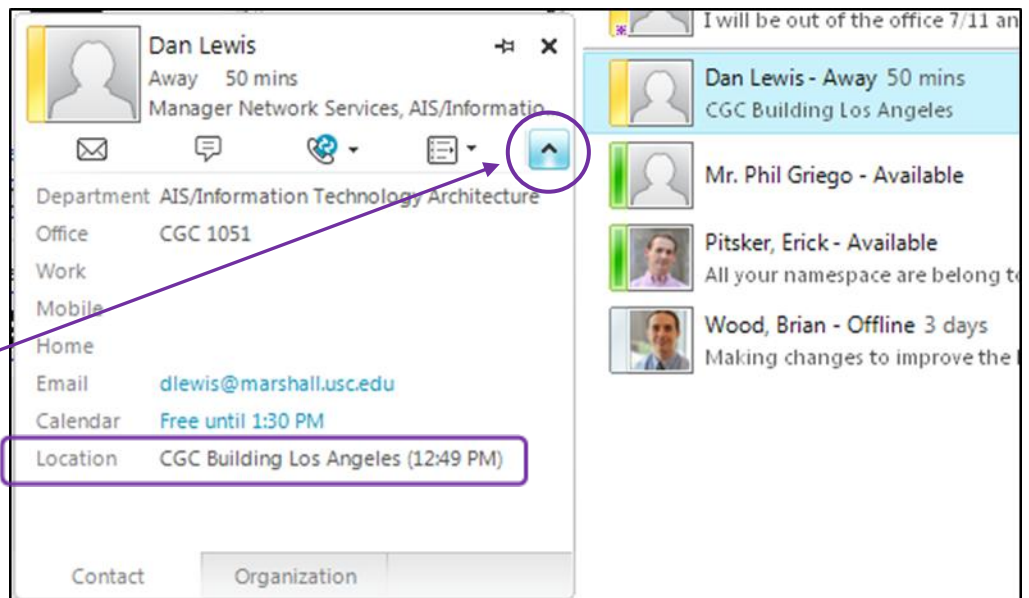 Dan Lewis
Away 50 mins
Manager Network Services, AIS/Informatio
Department AIS/Information Technology Architecture
Office CGC 1051
Work
Mobile
Home
Email dlewis@marshall.usc.edu
Calendar Free until 1:30 PM
Location CGC Building Los Angeles (12:49 PM)
Contact Organization
I will be out of the office 7/11 an
Dan Lewis - Away 50 mins
CGC Building Los Angeles
Mr. Phil Griego - Available
Pitsker, Erick - Available
All your namespace are belong to
Wood, Brian - Offline 3 days
Making changes to improve the